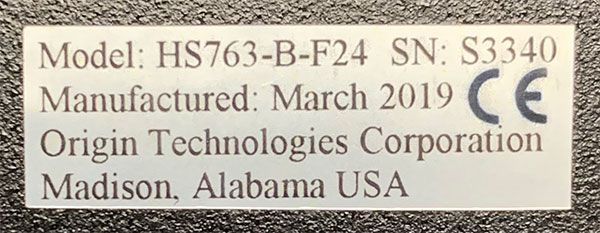 Model: HS763-B-F24 SN: S3340
Manufactured: March 2019 CE
Origin Technologies Corporation
Madison, Alabama USA